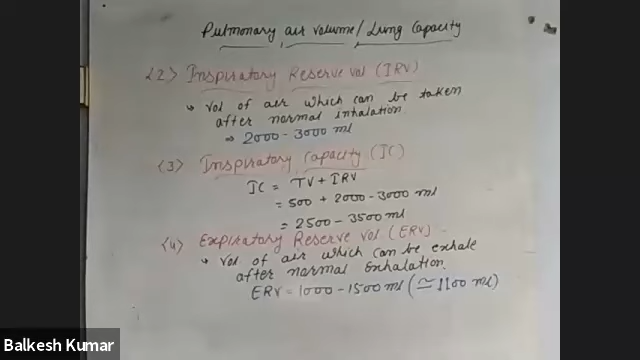 Pulmonary air volume/Lung Capacity
(2) Inspiratory Reserve vol (IRV)
↳ vol of air which can be taken
after normal inhalation
⇒ 2000 - 3000 ml
(3) Inspiratory Capacity (IC)
IC = TV + IRV
= 500 + 2000 - 3000 ml
= 2500 - 3500 ml
(4) Expiratory Reserve vol (ERV)
↳ vol of air which can be exhale
after normal exhalation.
ERV = 1000 - 1500 ml (≅ 1100 ml)
Balkesh Kumar